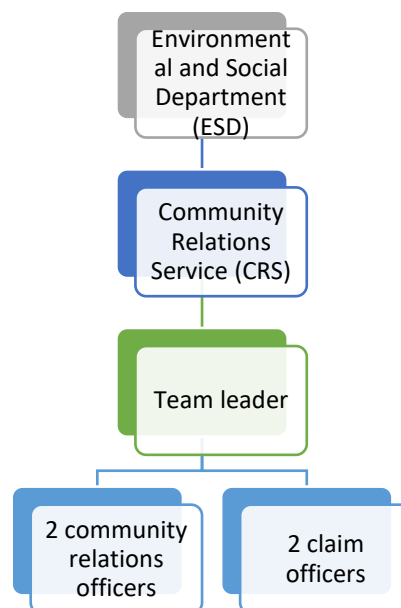 Environment
al and Social
Department
(ESD)
Community
Relations
Service (CRS)
Team leader
2 community
relations
officers
2 claim
officers